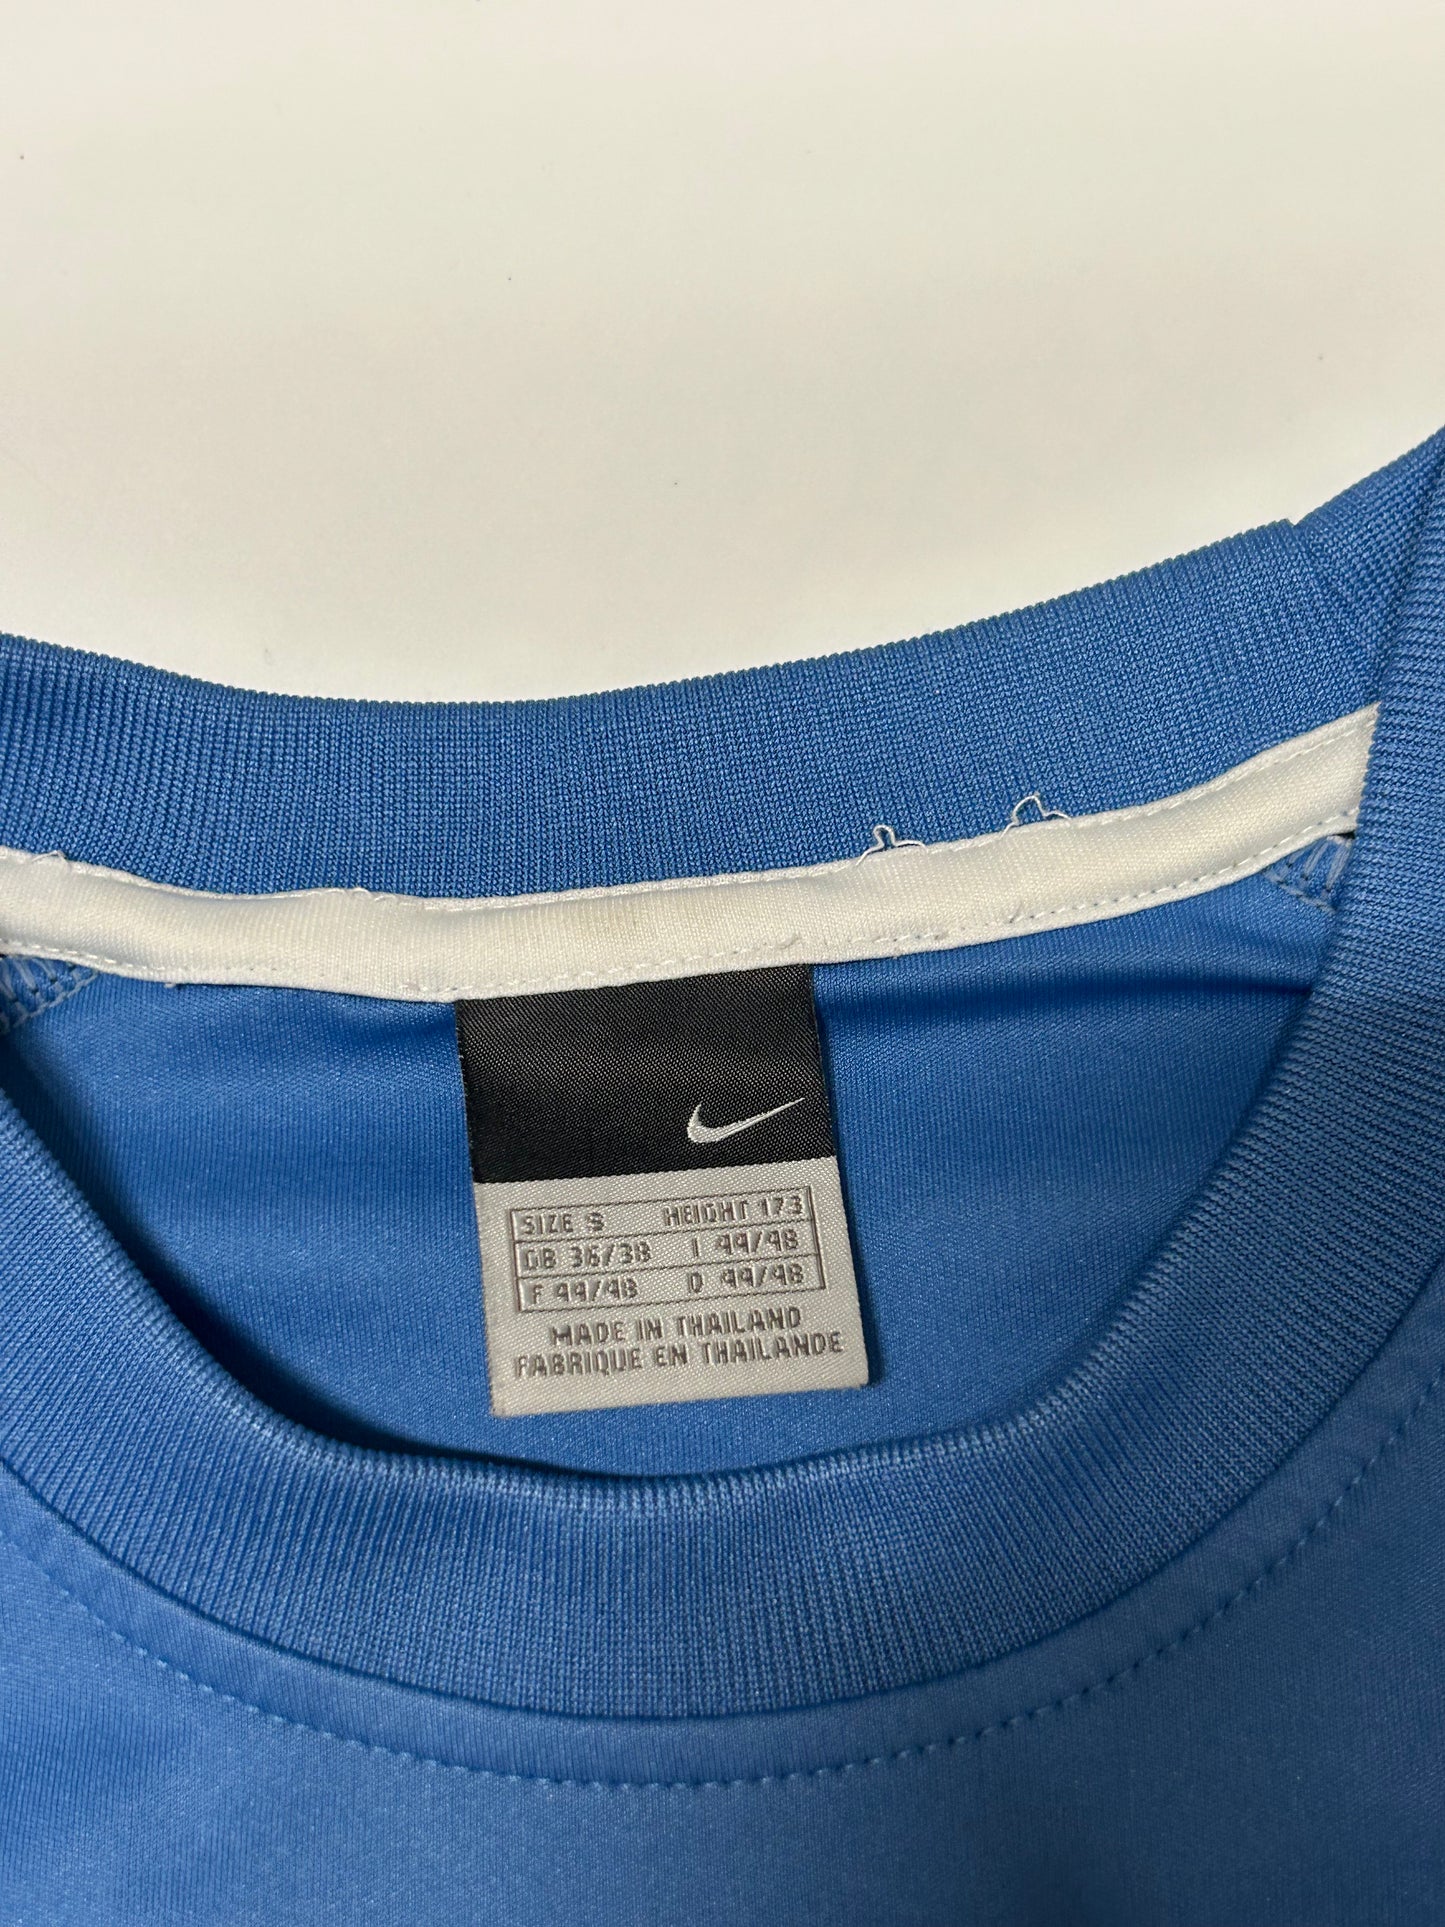 SIZE S HEIGHT 173
GB 36/38 I 44/48
F 44/48 D 44/48
MADE IN THAILAND
FABRIQUE EN THAILANDE